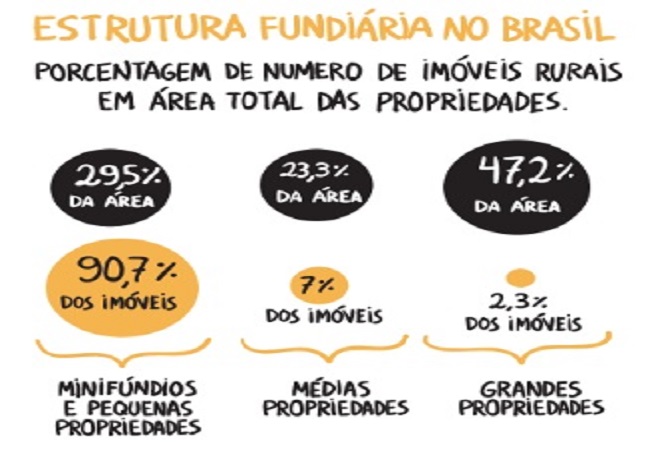 ESTRUTURA FUNDIÁRIA NO BRASIL
PORCENTAGEM DE NUMERO DE IMÓVEIS RURAIS
EM ÁREA TOTAL DAS PROPRIEDADES.
29,5%
DA ÁREA
23,3%
DA ÁREA
47,2%
DA ÁREA
90,7%
DOS IMÓVEIS
7%
DOS IMÓVEIS
2,3%
DOS IMÓVEIS
MINIFÚNDIOS
E PEQUENAS
PROPRIEDADES
MÉDIAS
PROPRIEDADES
GRANDES
PROPRIEDADES